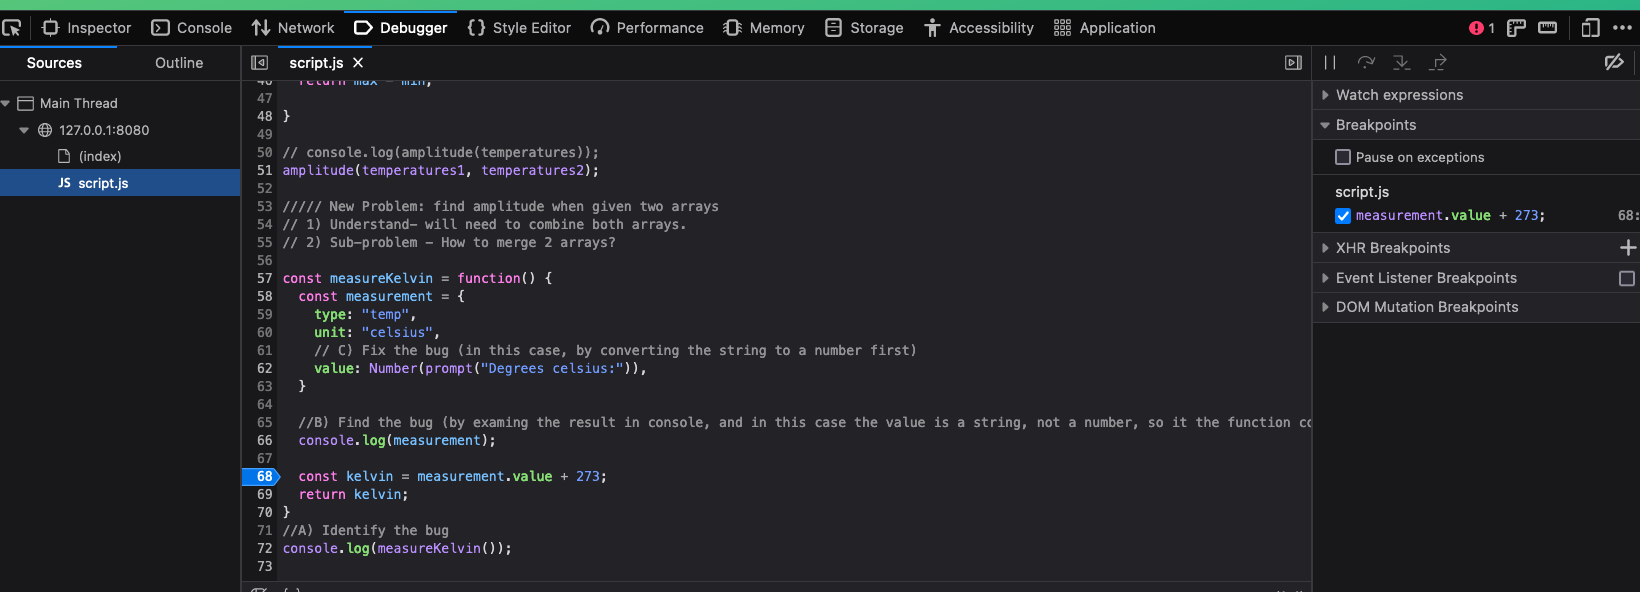 Inspector Console Network Debugger Style Editor Performance Memory Storage Accessibility Application 1
Sources Outline
script.js
Main Thread
127.0.0.1:8080
(index)
JS script.js
46 return max - min;
47
48 }
49
50 // console.log(amplitude(temperatures));
51 amplitude(temperatures1, temperatures2);
52
53 ///// New Problem: find amplitude when given two arrays
54 // 1) Understand- will need to combine both arrays.
55 // 2) Sub-problem - How to merge 2 arrays?
56
57 const measureKelvin = function() {
58 const measurement = {
59 type: "temp",
60 unit: "celsius",
61 // C) Fix the bug (in this case, by converting the string to a number first)
62 value: Number(prompt("Degrees celsius:")),
63 }
64
65 //B) Find the bug (by examing the result in console, and in this case the value is a string, not a number, so it the function co
66 console.log(measurement);
67
68 const kelvin = measurement.value + 273;
69 return kelvin;
70 }
71 //A) Identify the bug
72 console.log(measureKelvin());
73
Watch expressions
Breakpoints
Pause on exceptions
script.js
measurement.value + 273; 68:
XHR Breakpoints
Event Listener Breakpoints
DOM Mutation Breakpoints